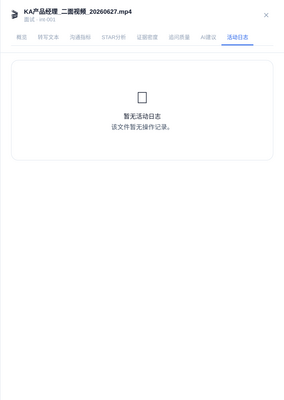 KA产品经理_二面视频_20260627.mp4
面试 · int-001
概览 转写文本 沟通指标 STAR分析 证据密度 追问质量 AI建议 活动日志
暂无活动日志
该文件暂无操作记录。